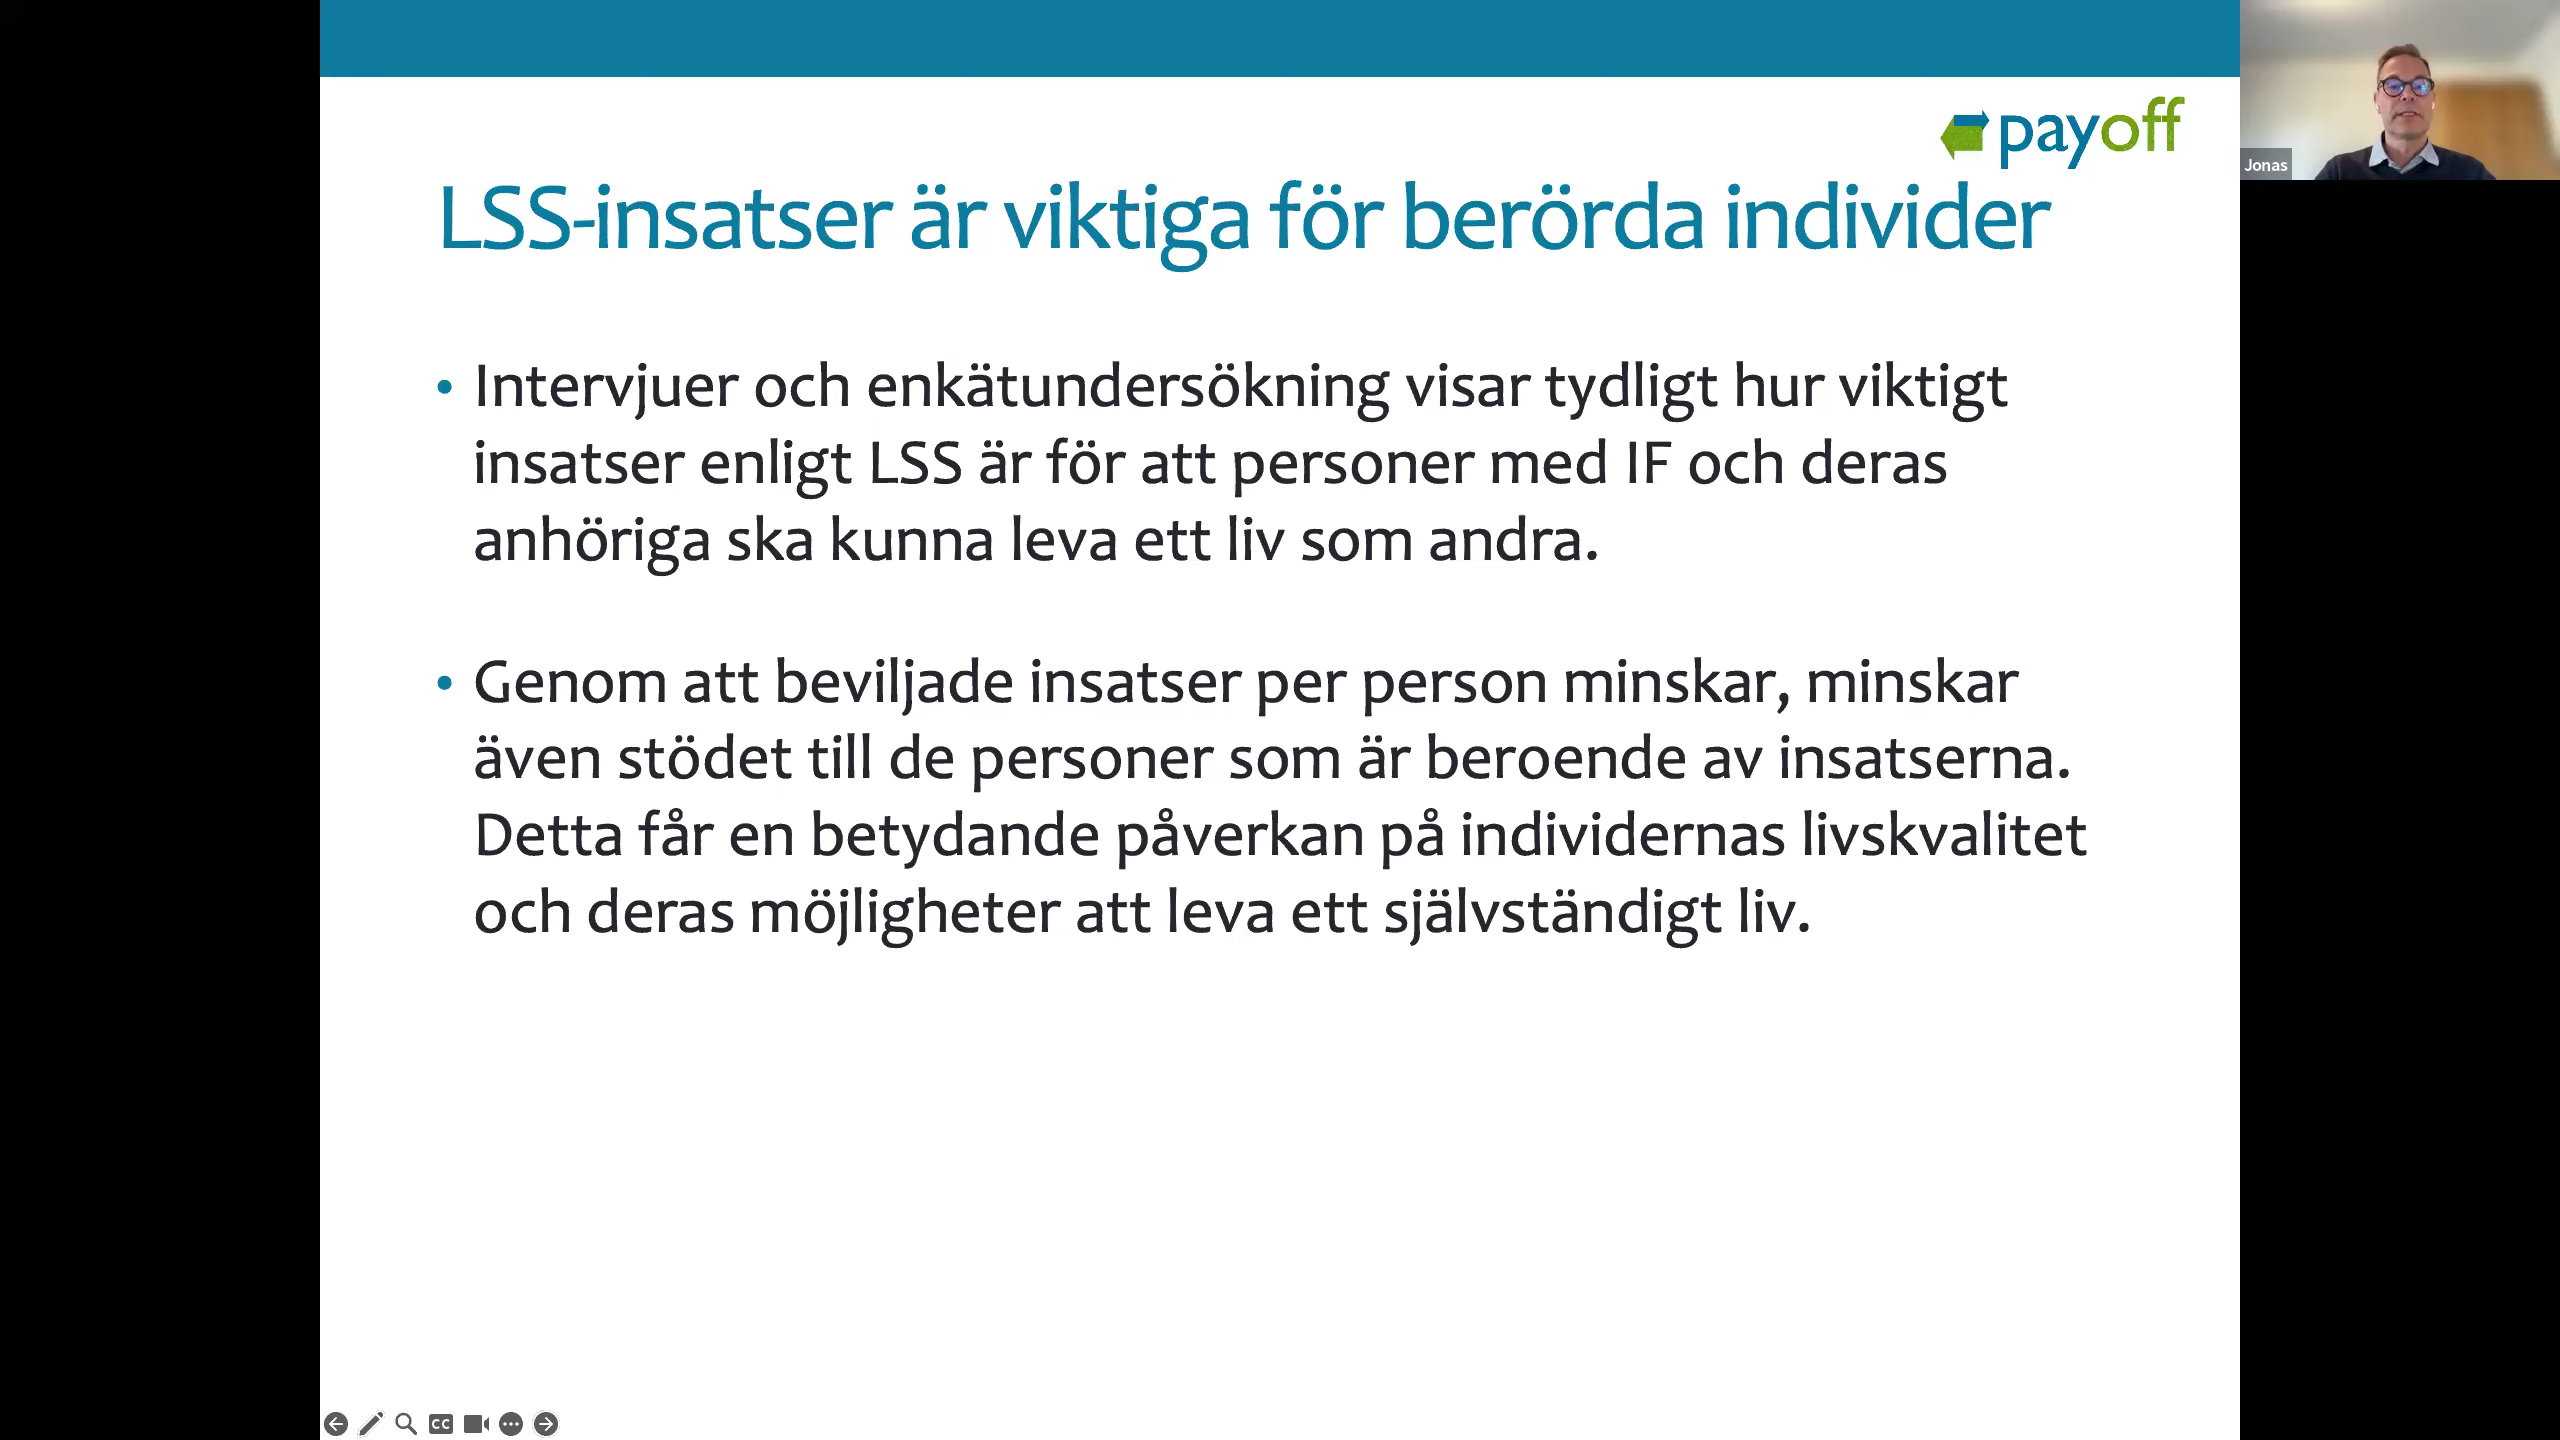 payoff
Jonas
LSS-insatser är viktiga för berörda individer
• Intervjuer och enkätundersökning visar tydligt hur viktigt
insatser enligt LSS är för att personer med IF och deras
anhöriga ska kunna leva ett liv som andra.
• Genom att beviljade insatser per person minskar, minskar
även stödet till de personer som är beroende av insatserna.
Detta får en betydande påverkan på individernas livskvalitet
och deras möjligheter att leva ett självständigt liv.
CC